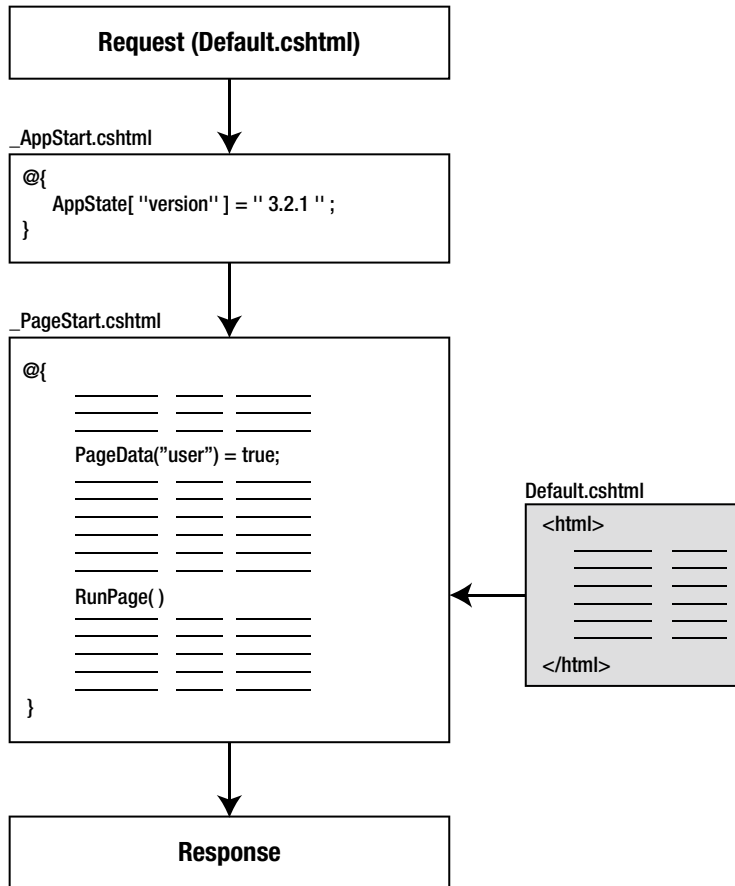 Request (Default.cshtml)
_AppStart.cshtml
@{
AppState[ ''version'' ] = '' 3.2.1 '' ;
}
_PageStart.cshtml
@{
PageData(”user”) = true;
RunPage( )
}
Default.cshtml
<html>
</html>
Response